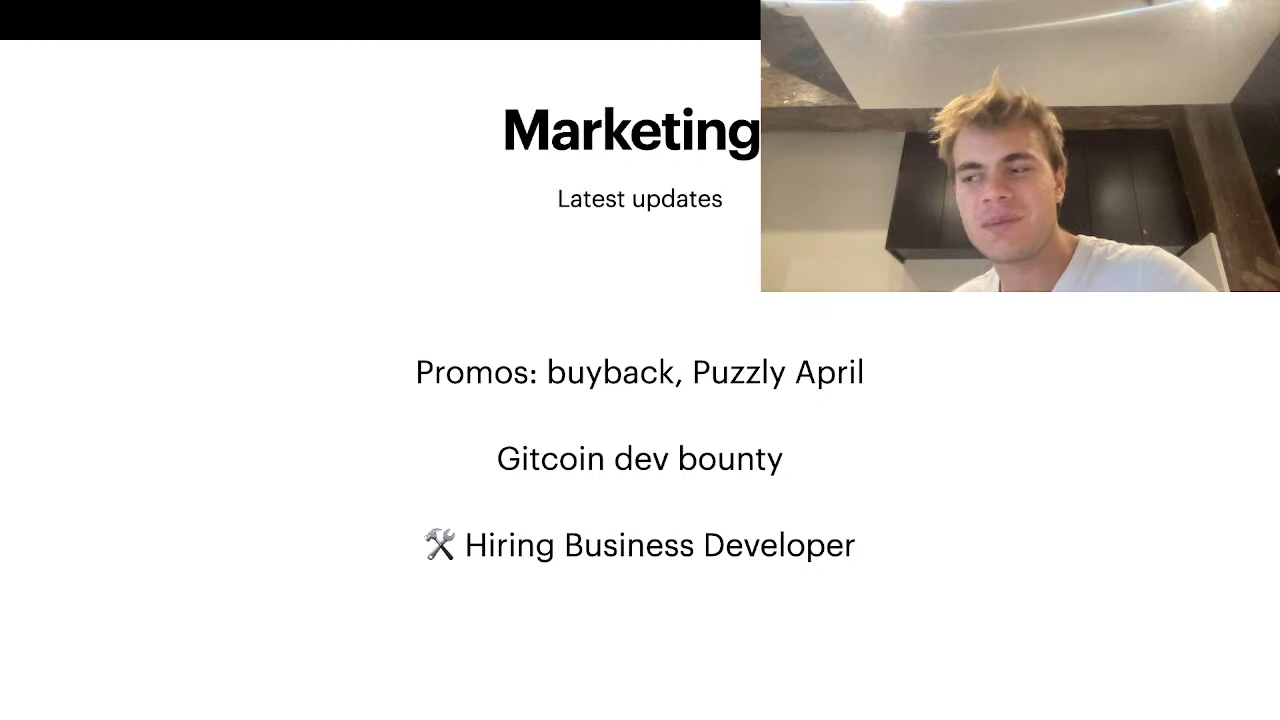 Marketing
Latest updates
Promos: buyback, Puzzly April
Gitcoin dev bounty
🛠 Hiring Business Developer